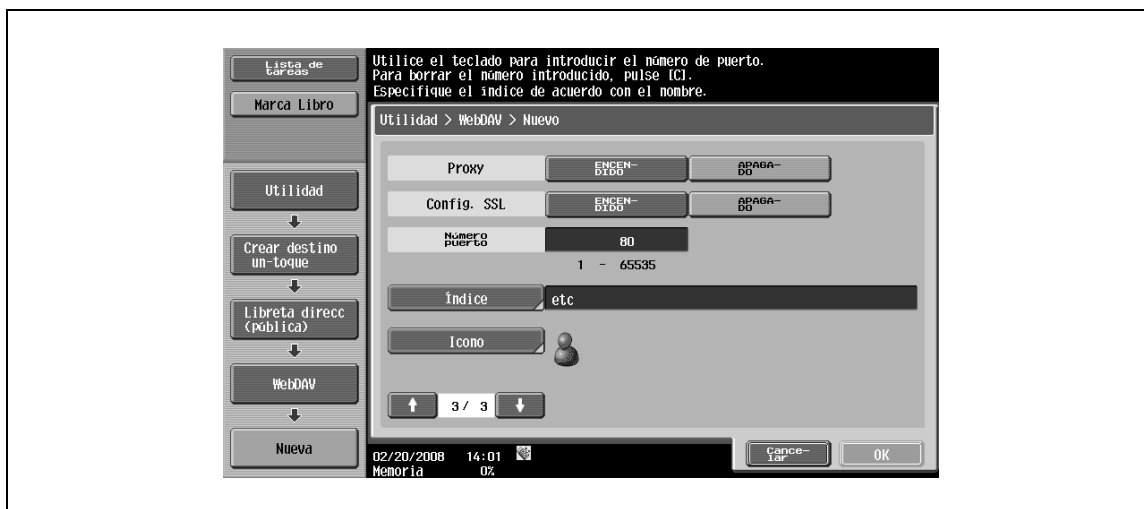 Lista de
tareas
Marca Libro
Utilice el teclado para introducir el número de puerto.
Para borrar el número introducido, pulse [C].
Especifique el índice de acuerdo con el nombre.
Utilidad > WebDAV > Nuevo
Proxy
ENCEN-
DIDO
APAGA-
DO
Config. SSL
ENCEN-
DIDO
APAGA-
DO
Número
puerto
80
1 - 65535
Índice
etc
Icono
3/ 3
Utilidad
Crear destino
un-toque
Libreta direcc
(pública)
WebDAV
Nueva
02/20/2008 14:01
Memoria 0%
Cance-
lar
OK